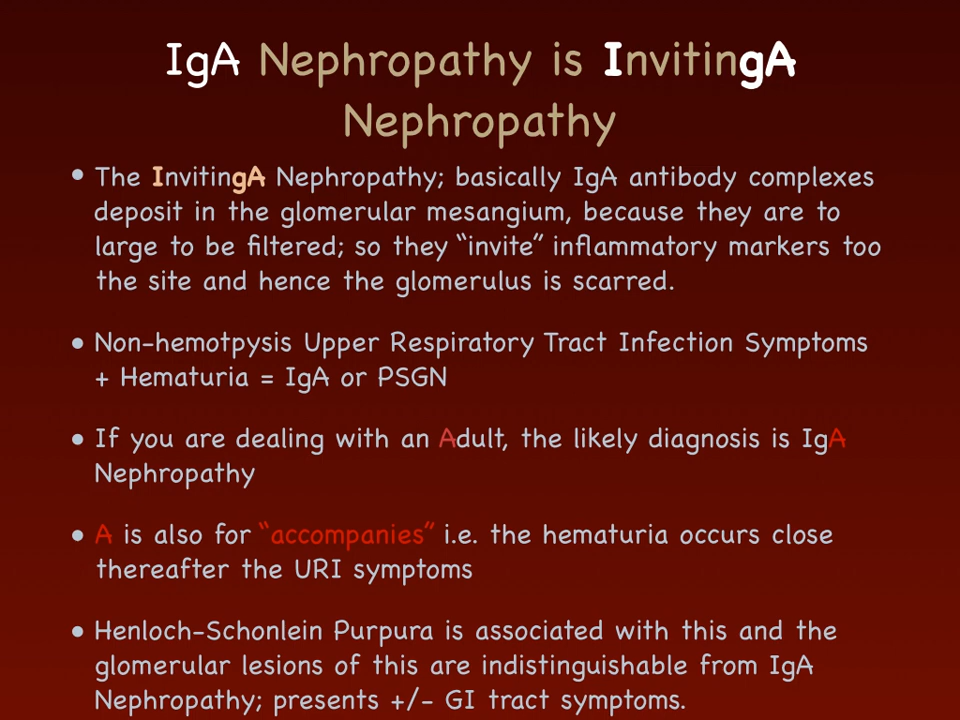 IgA Nephropathy is InvitingA
Nephropathy
• The InvitingA Nephropathy; basically IgA antibody complexes
deposit in the glomerular mesangium, because they are to
large to be filtered; so they “invite” inflammatory markers too
the site and hence the glomerulus is scarred.
• Non-hemotpysis Upper Respiratory Tract Infection Symptoms
+ Hematuria = IgA or PSGN
• If you are dealing with an Adult, the likely diagnosis is IgA
Nephropathy
• A is also for “accompanies” i.e. the hematuria occurs close
thereafter the URI symptoms
• Henloch-Schonlein Purpura is associated with this and the
glomerular lesions of this are indistinguishable from IgA
Nephropathy; presents +/- GI tract symptoms.